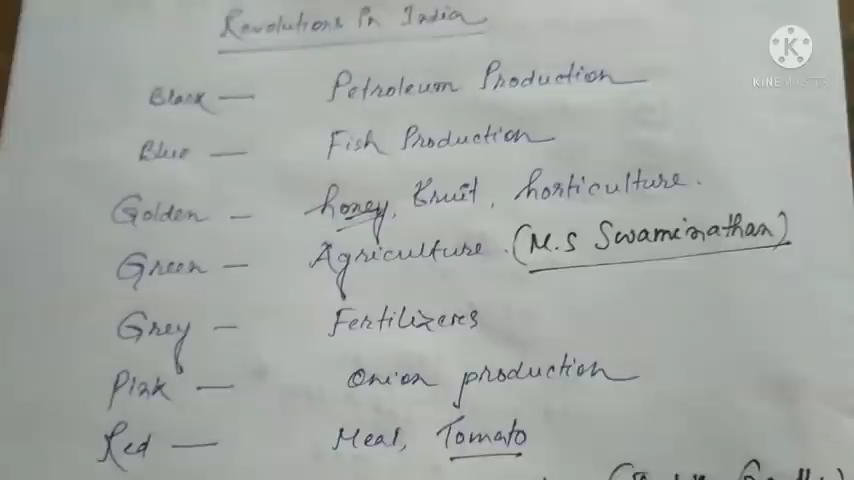 Revolutions In India
KINEMASTER
Black — Petroleum Production
Blue — Fish Production
Golden — honey, Fruit, horticulture.
Green — Agriculture. (M.S Swaminathan)
Grey — Fertilizers
Pink — Onion production
Red — Meat, Tomato